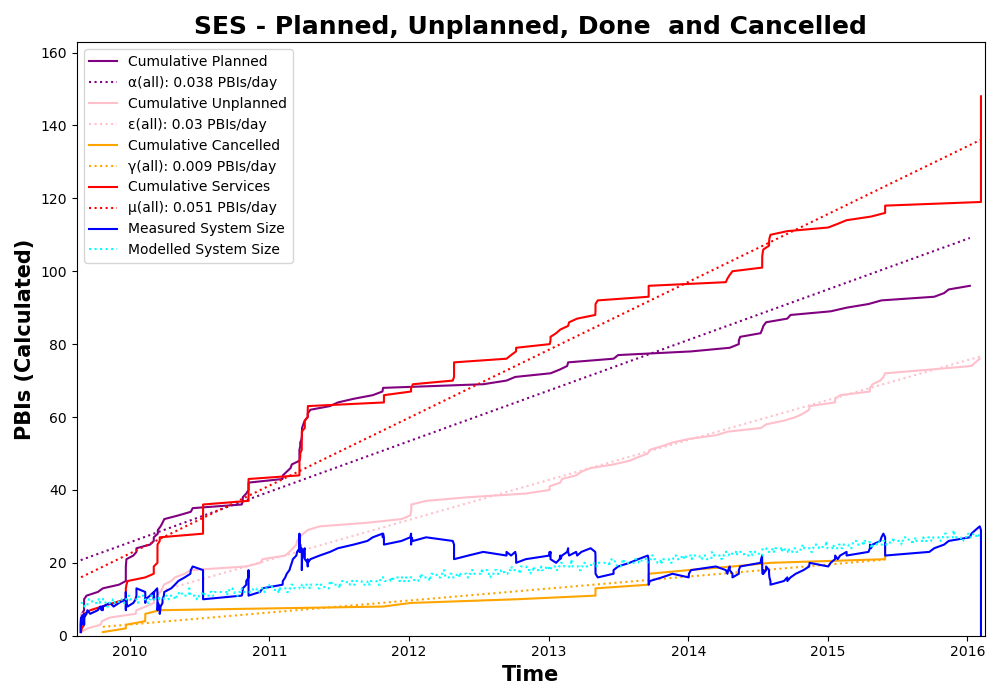 SES - Planned, Unplanned, Done  and Cancelled
160
140
120
100
80
60
40
20
0
PBIs (Calculated)
Cumulative Planned
α(all): 0.038 PBIs/day
Cumulative Unplanned
ε(all): 0.03 PBIs/day
Cumulative Cancelled
γ(all): 0.009 PBIs/day
Cumulative Services
μ(all): 0.051 PBIs/day
Measured System Size
Modelled System Size
2010 2011 2012 2013 2014 2015 2016
Time